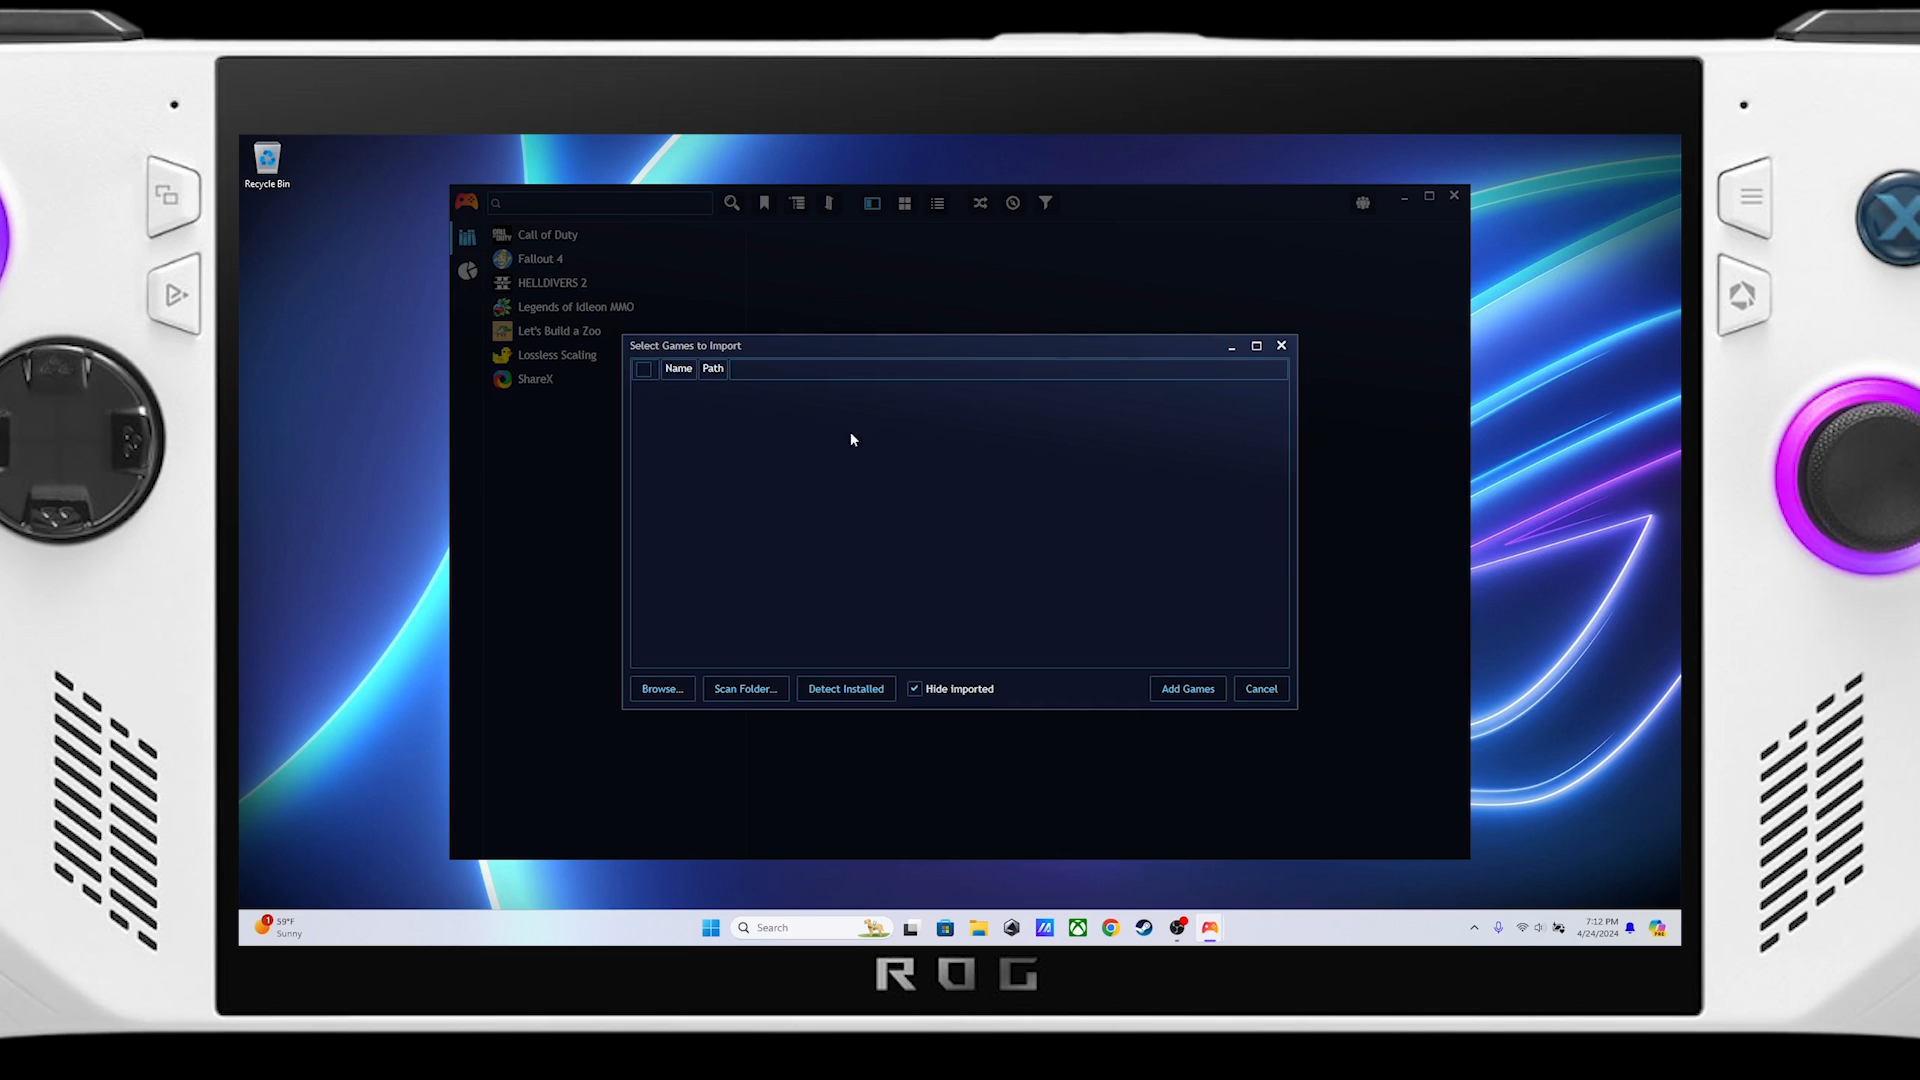 Recycle Bin
Call of Duty
Fallout 4
HELLDIVERS 2
Legends of Idleon MMO
Let's Build a Zoo
Lossless Scaling
ShareX
Select Games to Import
Name Path
Browse... Scan Folder... Detect Installed Hide Imported Add Games Cancel
1 59°F
Sunny
Search
7:12 PM
4/24/2024
ROG
X